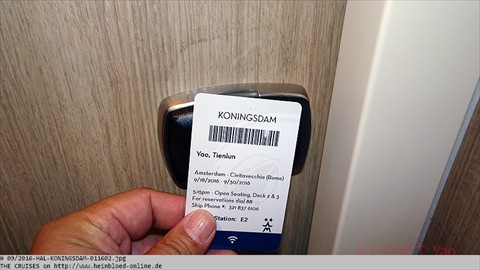 KONINGSDAM
Yao, Tienlun
Amsterdam - Civitavecchia (Rome)
9/18/2016 - 9/30/2016
5:15pm - Open Seating, Deck 2 & 3
For reservations dial 88
Ship Phone #: 321 837 6106
Station: E2
@ 09/2016-HAL-KONINGSDAM-011602.jpg
THE CRUISES on http://www.heinbloed-online.de